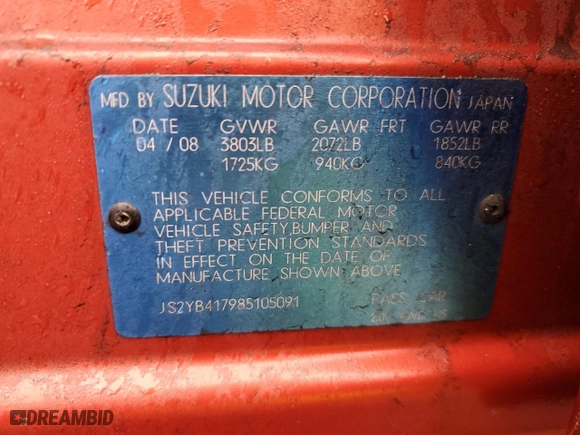 MFD BY SUZUKI MOTOR CORPORATION JAPAN
DATE GVWR GAWR FRT GAWR RR
04 / 08 3803LB 2072LB 1852LB
1725KG 940KG 840KG
THIS VEHICLE CONFORMS TO ALL
APPLICABLE FEDERAL MOTOR
VEHICLE SAFETY,BUMPER AND
THEFT PREVENTION STANDARDS
IN EFFECT ON THE DATE OF
MANUFACTURE SHOWN ABOVE.
JS2YB417985105091 PASS CAR
DREAMBID